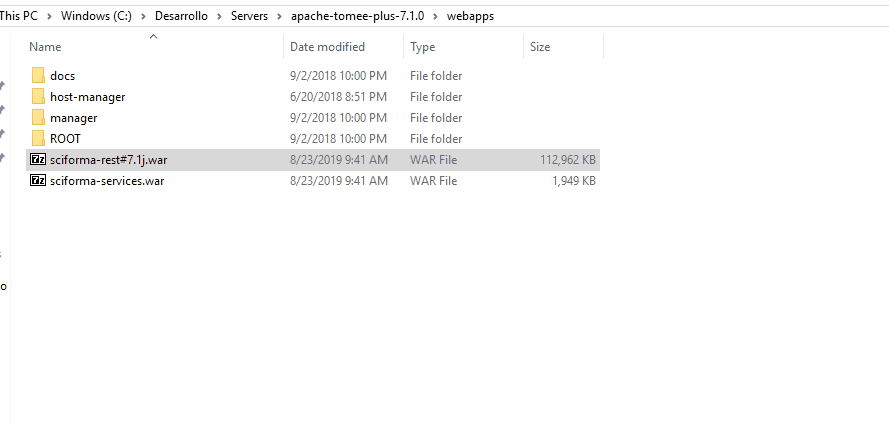 This PC > Windows (C:) > Desarrollo > Servers > apache-tomee-plus-7.1.0 > webapps
Name Date modified Type Size
docs 9/2/2018 10:00 PM File folder
host-manager 6/20/2018 8:51 PM File folder
manager 9/2/2018 10:00 PM File folder
ROOT 9/2/2018 10:00 PM File folder
7z sciforma-rest#7.1j.war 8/23/2019 9:41 AM WAR File 112,962 KB
7z sciforma-services.war 8/23/2019 9:41 AM WAR File 1,949 KB
o